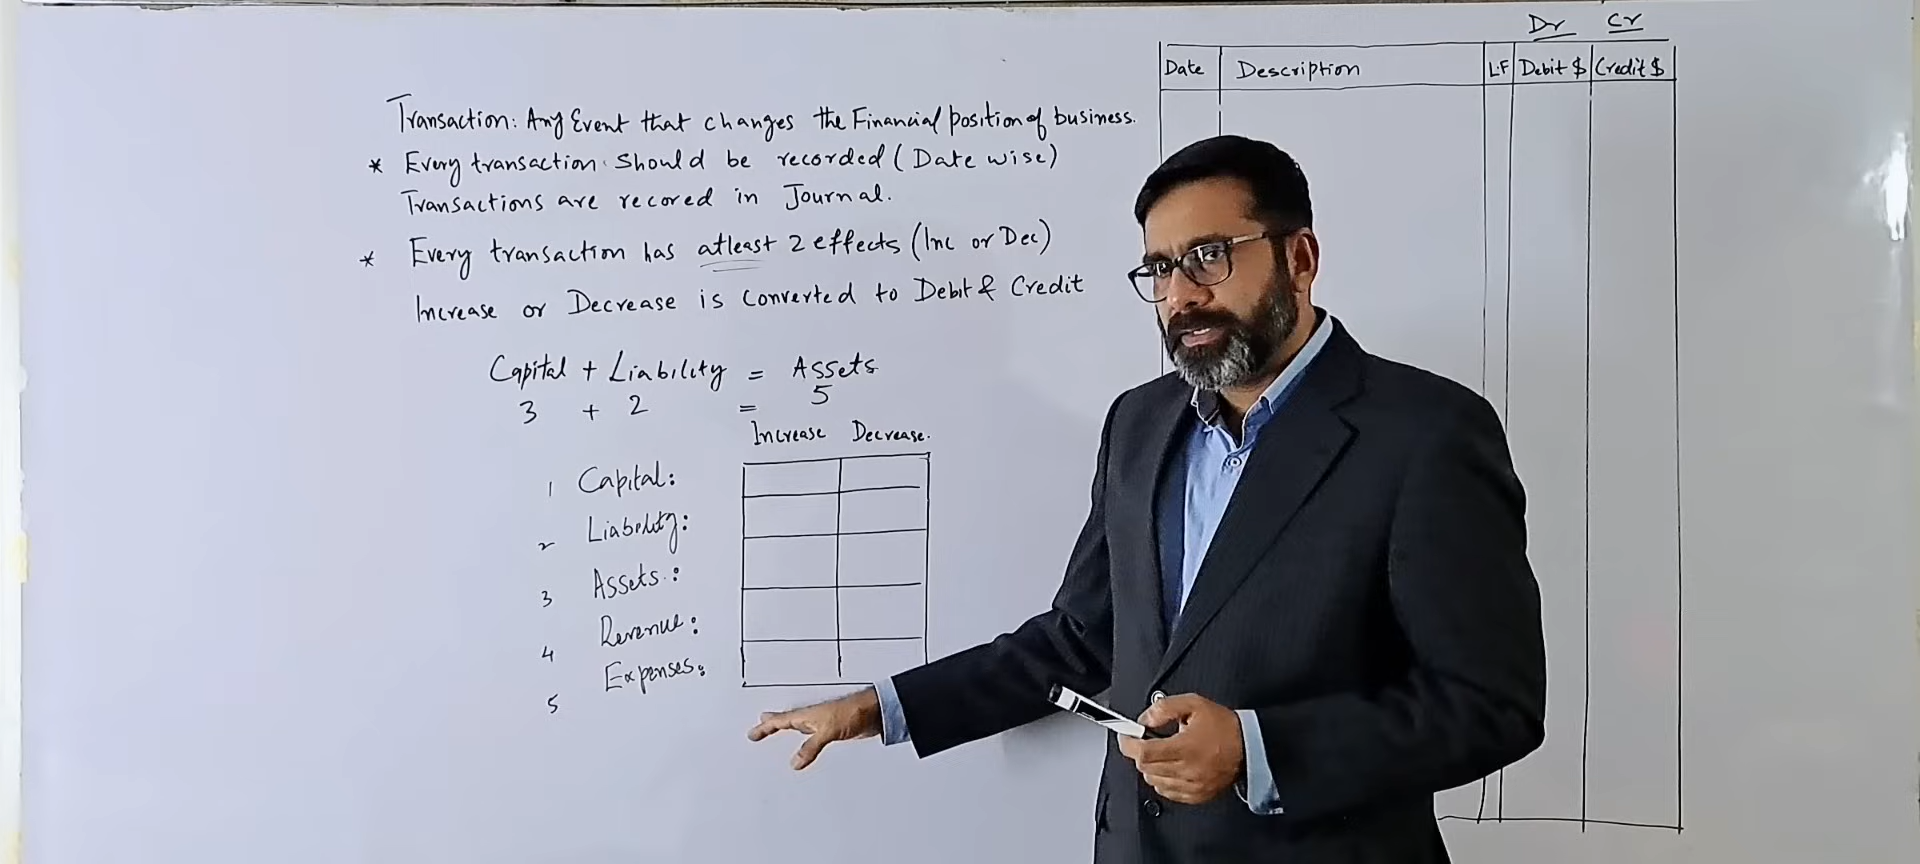 Transaction: Any Event that changes the Financial position of business.
* Every transaction should be recorded (Date wise)
Transactions are recored in Journal.
* Every transaction has atleast 2 effects (Inc or Dec)
Increase or Decrease is converted to Debit & Credit
Capital + Liability = Assets
3 + 2 = 5
Increase Decrease.
1 Capital:
2 Liability:
3 Assets:
4 Revenue:
5 Expenses:
Dr Cr
Date Description L.F Debit $ Credit $